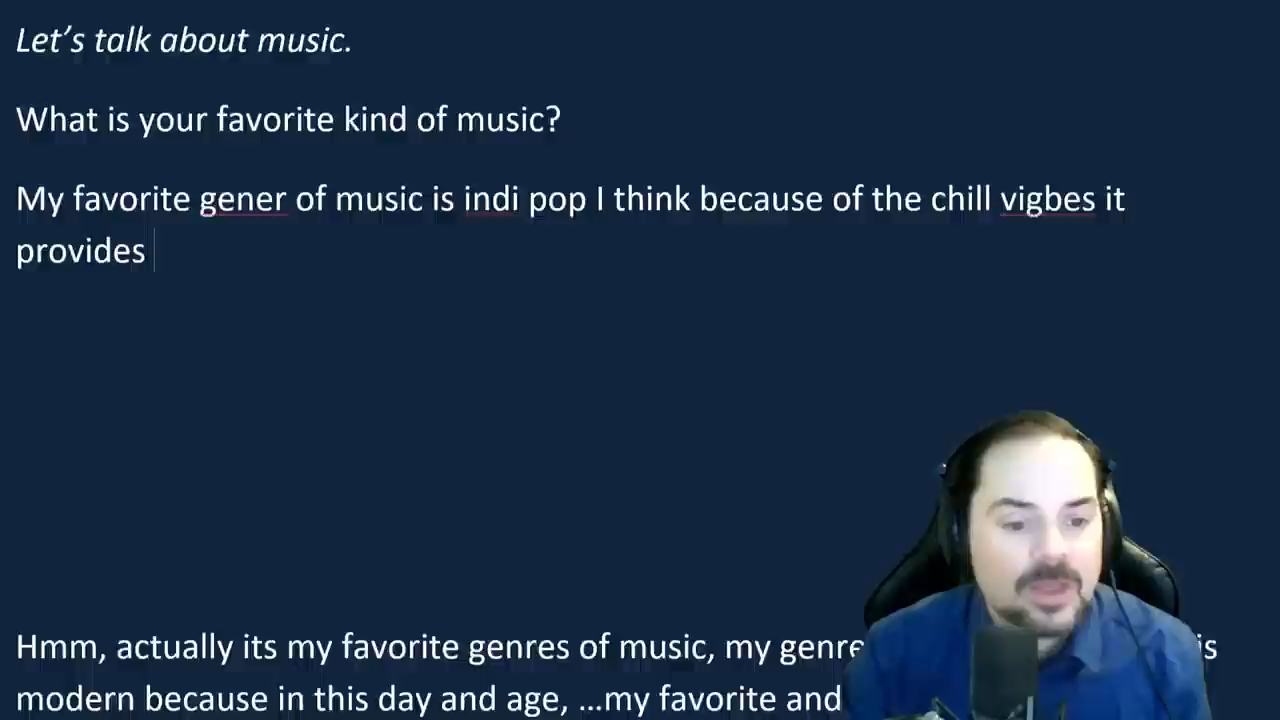 Let’s talk about music.
What is your favorite kind of music?
My favorite gener of music is indi pop I think because of the chill vigbes it
provides
Hmm, actually its my favorite genres of music, my genre is
modern because in this day and age, …my favorite and